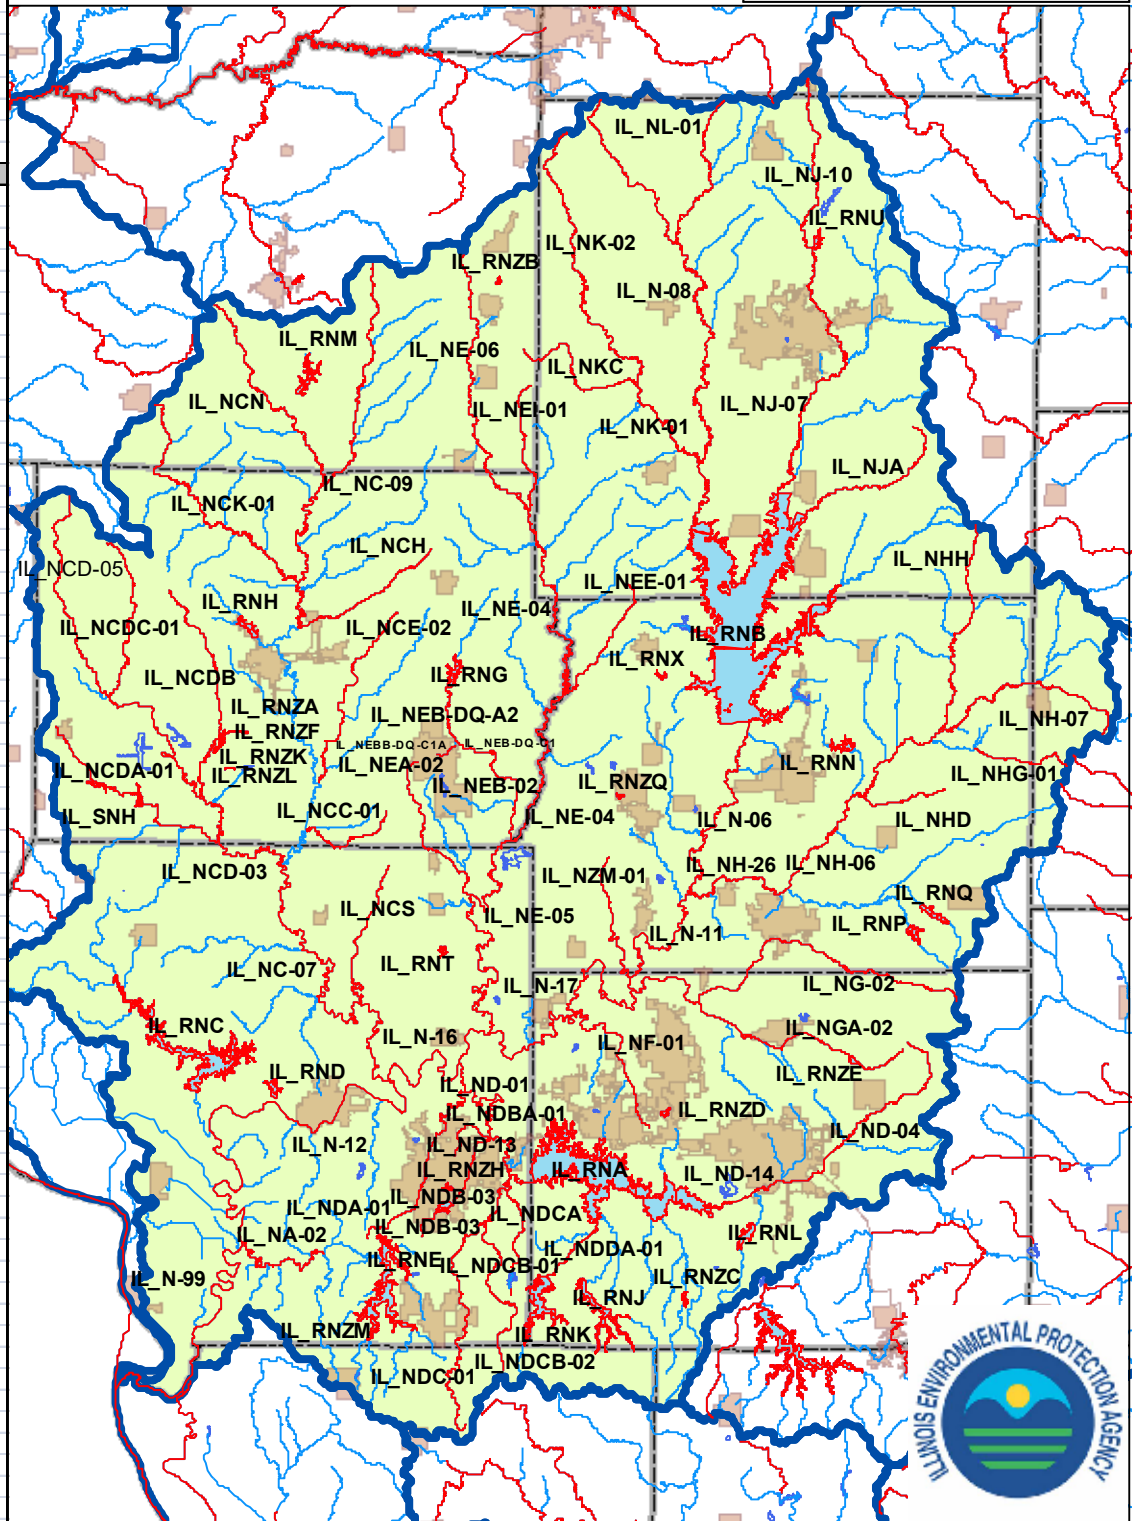 IL_NL-01
IL_NJ-10
IL_RNU
IL_NK-02
IL_RNZB
IL_N-08
IL_RNM
IL_NE-06
IL_NKC
IL_NCN
IL_NEI-01
IL_NJ-07
IL_NK-01
IL_NJA
IL_NC-09
IL_NCK-01
IL_NCH
IL_NHH
IL_NCD-05
IL_NEE-01
IL_RNH
IL_NE-04
IL_NCDC-01
IL_NCE-02
IL_RNB
IL_RNX
IL_NCDB
IL_RNG
IL_RNZA
IL_NEB-DQ-A2
IL_NH-07
IL_RNZF
IL_NEBB-DQ-C1A
IL_NEB-DQ-C1
IL_RNZK
IL_NEA-02
IL_RNN
IL_NCDA-01
IL_RNZL
IL_NHG-01
IL_NEB-02
IL_RNZQ
IL_SNH
IL_NCC-01
IL_NE-04
IL_N-06
IL_NHD
IL_NCD-03
IL_NZM-01
IL_NH-26
IL_NH-06
IL_RNQ
IL_NCS
IL_NE-05
IL_RNP
IL_N-11
IL_NC-07
IL_RNT
IL_N-17
IL_NG-02
IL_RNC
IL_N-16
IL_NF-01
IL_NGA-02
IL_RND
IL_ND-01
IL_RNZE
IL_NDBA-01
IL_RNZD
IL_N-12
IL_ND-13
IL_ND-04
IL_RNZH
IL_RNA
IL_ND-14
IL_NDA-01
IL_NDB-03
IL_NDCA
IL_NA-02
IL_NDB-03
IL_RNL
IL_RNE
IL_NDCB-01
IL_NDDA-01
IL_N-99
IL_RNZC
IL_RNJ
IL_RNZM
IL_RNK
IL_NDC-01
IL_NDCB-02
ILLINOIS ENVIRONMENTAL PROTECTION AGENCY